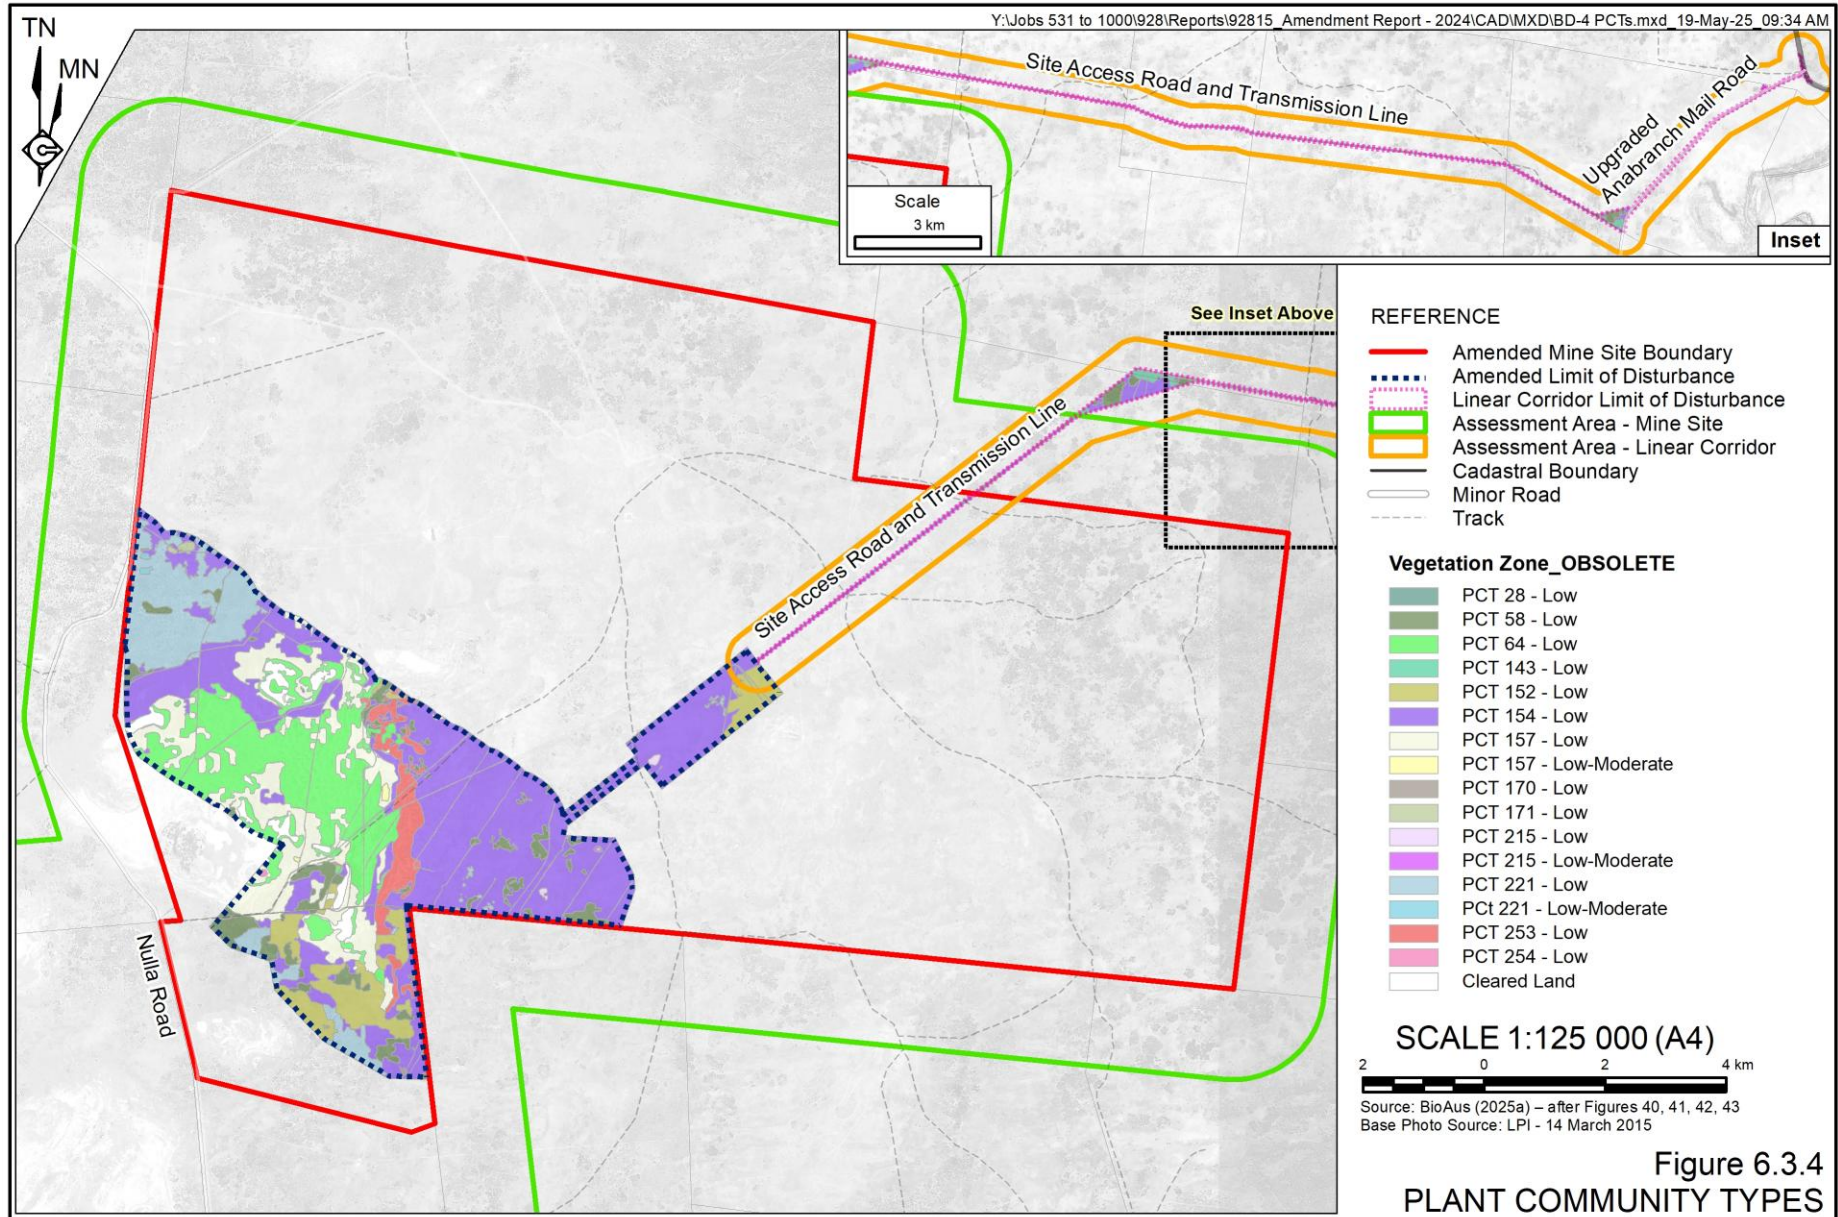 Y:\Jobs 531 to 1000\928\Reports\92815_Amendment Report - 2024\CAD\MXD\BD-4 PCTs.mxd_19-May-25_09:34 AM
TN
MN
Site Access Road and Transmission Line
Upgraded
Anabranch Mail Road
Scale
3 km
Inset
See Inset Above
Site Access Road and Transmission Line
Nulla Road
REFERENCE
Amended Mine Site Boundary
Amended Limit of Disturbance
Linear Corridor Limit of Disturbance
Assessment Area - Mine Site
Assessment Area - Linear Corridor
Cadastral Boundary
Minor Road
Track
Vegetation Zone_OBSOLETE
PCT 28 - Low
PCT 58 - Low
PCT 64 - Low
PCT 143 - Low
PCT 152 - Low
PCT 154 - Low
PCT 157 - Low
PCT 157 - Low-Moderate
PCT 170 - Low
PCT 171 - Low
PCT 215 - Low
PCT 215 - Low-Moderate
PCT 221 - Low
PCt 221 - Low-Moderate
PCT 253 - Low
PCT 254 - Low
Cleared Land
SCALE 1:125 000 (A4)
2 0 2 4 km
Source: BioAus (2025a) – after Figures 40, 41, 42, 43
Base Photo Source: LPI - 14 March 2015
Figure 6.3.4
PLANT COMMUNITY TYPES